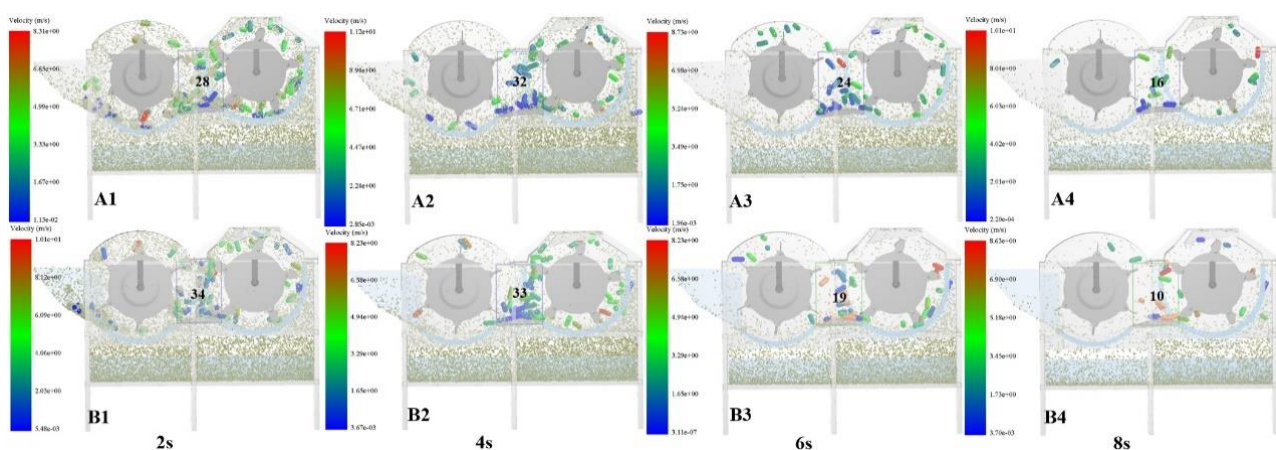 Velocity (m/s)
8.31e+00
6.65e+00
4.99e+00
3.33e+00
1.67e+00
1.13e-02
28
A1
Velocity (m/s)
1.12e+01
8.96e+00
6.71e+00
4.47e+00
2.24e+00
2.85e-03
32
A2
Velocity (m/s)
8.73e+00
6.98e+00
5.24e+00
3.49e+00
1.75e+00
1.96e-03
24
A3
Velocity (m/s)
1.01e+01
8.04e+00
6.03e+00
4.02e+00
2.01e+00
2.20e-04
16
A4
Velocity (m/s)
1.01e+01
8.12e+00
6.09e+00
4.06e+00
2.03e+00
5.48e-03
34
B1
Velocity (m/s)
8.23e+00
6.58e+00
4.94e+00
3.29e+00
1.65e+00
3.67e-03
33
B2
Velocity (m/s)
8.23e+00
6.58e+00
4.95e+00
3.29e+00
1.65e+00
3.11e-07
19
B3
Velocity (m/s)
8.63e+00
6.90e+00
5.18e+00
3.45e+00
1.73e+00
3.70e-03
10
B4
2s
4s
6s
8s